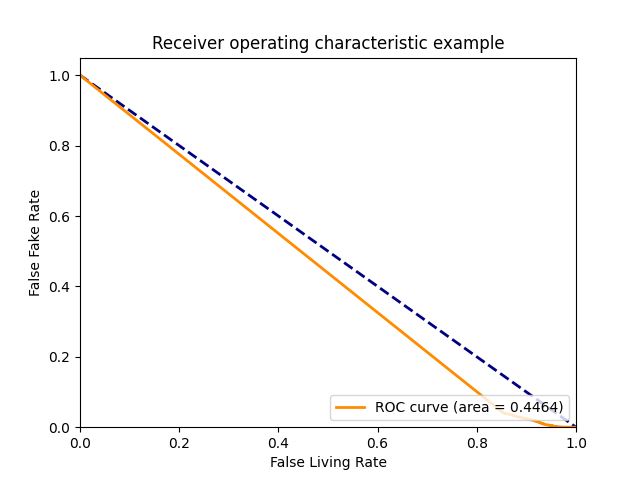 Receiver operating characteristic example
1.0
0.8
0.6
0.4
0.2
0.0
False Fake Rate
ROC curve (area = 0.4464)
0.0 0.2 0.4 0.6 0.8 1.0
False Living Rate